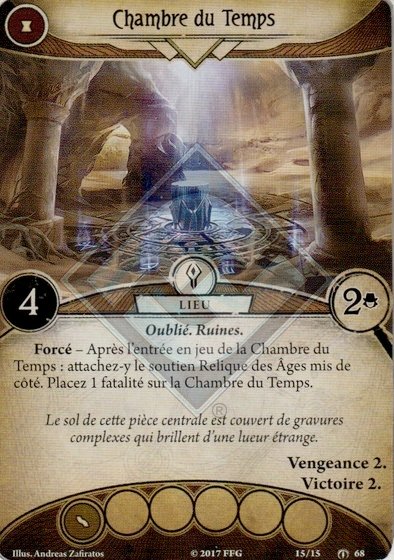 Chambre du Temps
4
LIEU
2
Oublié. Ruines.
Forcé – Après l'entrée en jeu de la Chambre du
Temps : attachez-y le soutien Relique des Âges mis de
côté. Placez 1 fatalité sur la Chambre du Temps.
Le sol de cette pièce centrale est couvert de gravures
complexes qui brillent d'une lueur étrange.
Vengeance 2.
Victoire 2.
Illus. Andreas Zafiratos
© 2017 FFG
15/15
68